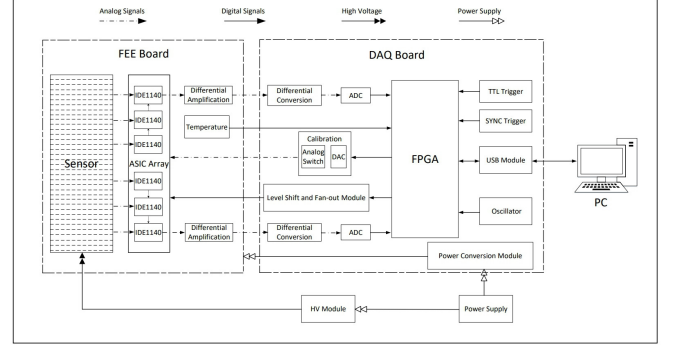 Analog Signals
Digital Signals
High Voltage
Power Supply
FEE Board
DAQ Board
Sensor
ASIC Array
IDE1140
IDE1140
IDE1140
IDE1140
IDE1140
IDE1140
Differential
Amplification
Differential
Conversion
ADC
Temperature
Calibration
Analog
Switch
DAC
Level Shift and Fan-out Module
Differential
Amplification
Differential
Conversion
ADC
FPGA
TTL Trigger
SYNC Trigger
USB Module
Oscillator
PC
Power Conversion Module
HV Module
Power Supply